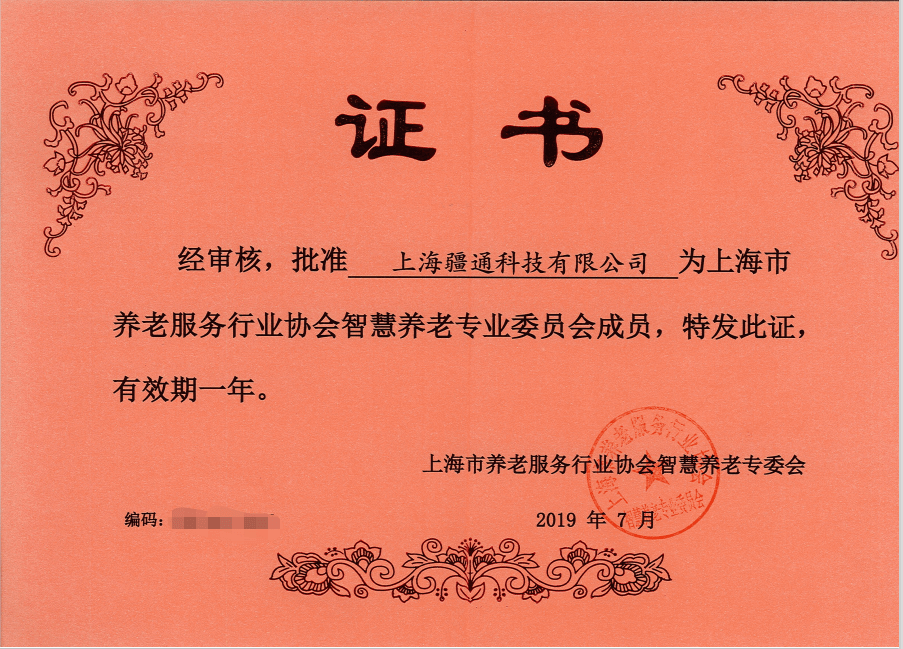 证书
经审核，批准 上海疆通科技有限公司 为上海市
养老服务行业协会智慧养老专业委员会成员，特发此证，
有效期一年。
上海市养老服务行业协会智慧养老专委会
编码：
2019 年 7 月
上海市养老服务行业协会
智慧养老专业委员会